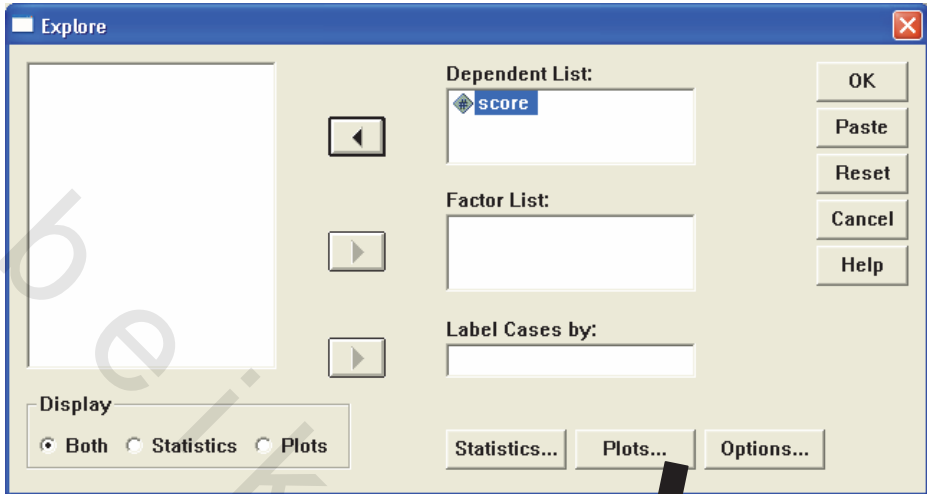 Explore
Dependent List:
score
Factor List:
Label Cases by:
Display
Both Statistics Plots
Statistics... Plots... Options...
OK
Paste
Reset
Cancel
Help